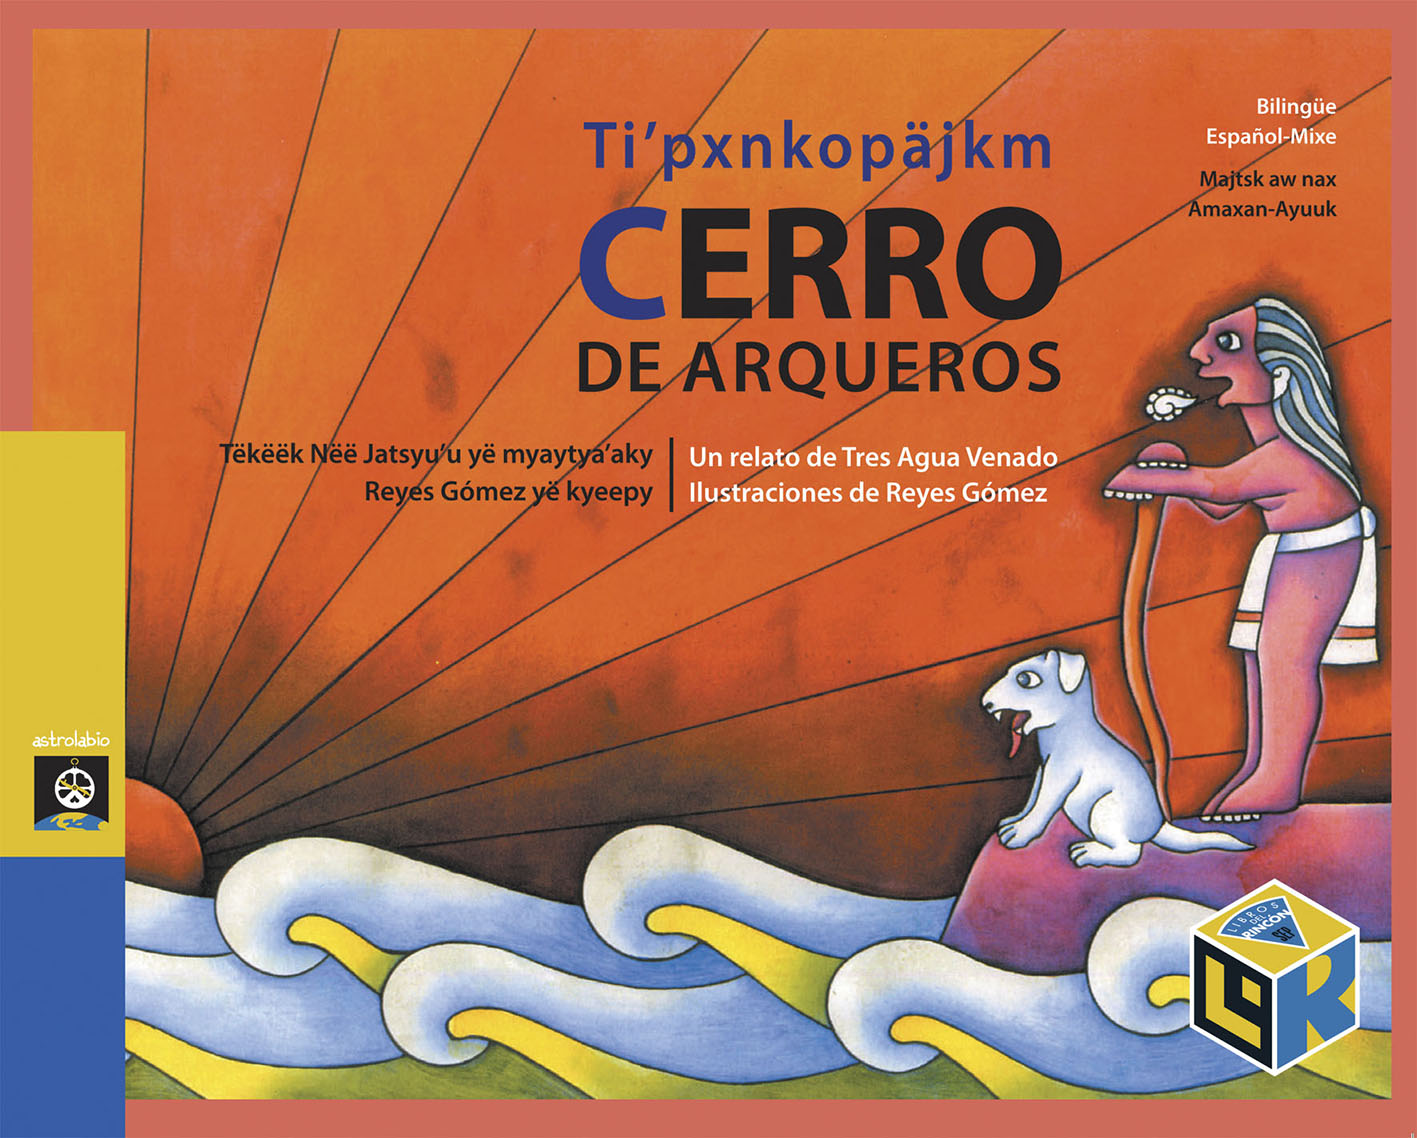 Bilingüe
Español-Mixe
Majtsk aw nax
Amaxan-Ayuuk
Ti’pxnkopäjkm
CERRO
DE ARQUEROS
Tëkëëk Nëë Jatsyu’u yë myaytya’aky
Reyes Gómez yë kyeepy
Un relato de Tres Agua Venado
Ilustraciones de Reyes Gómez
astrolabio
LIBROS
DEL
RINCÓN
SEP